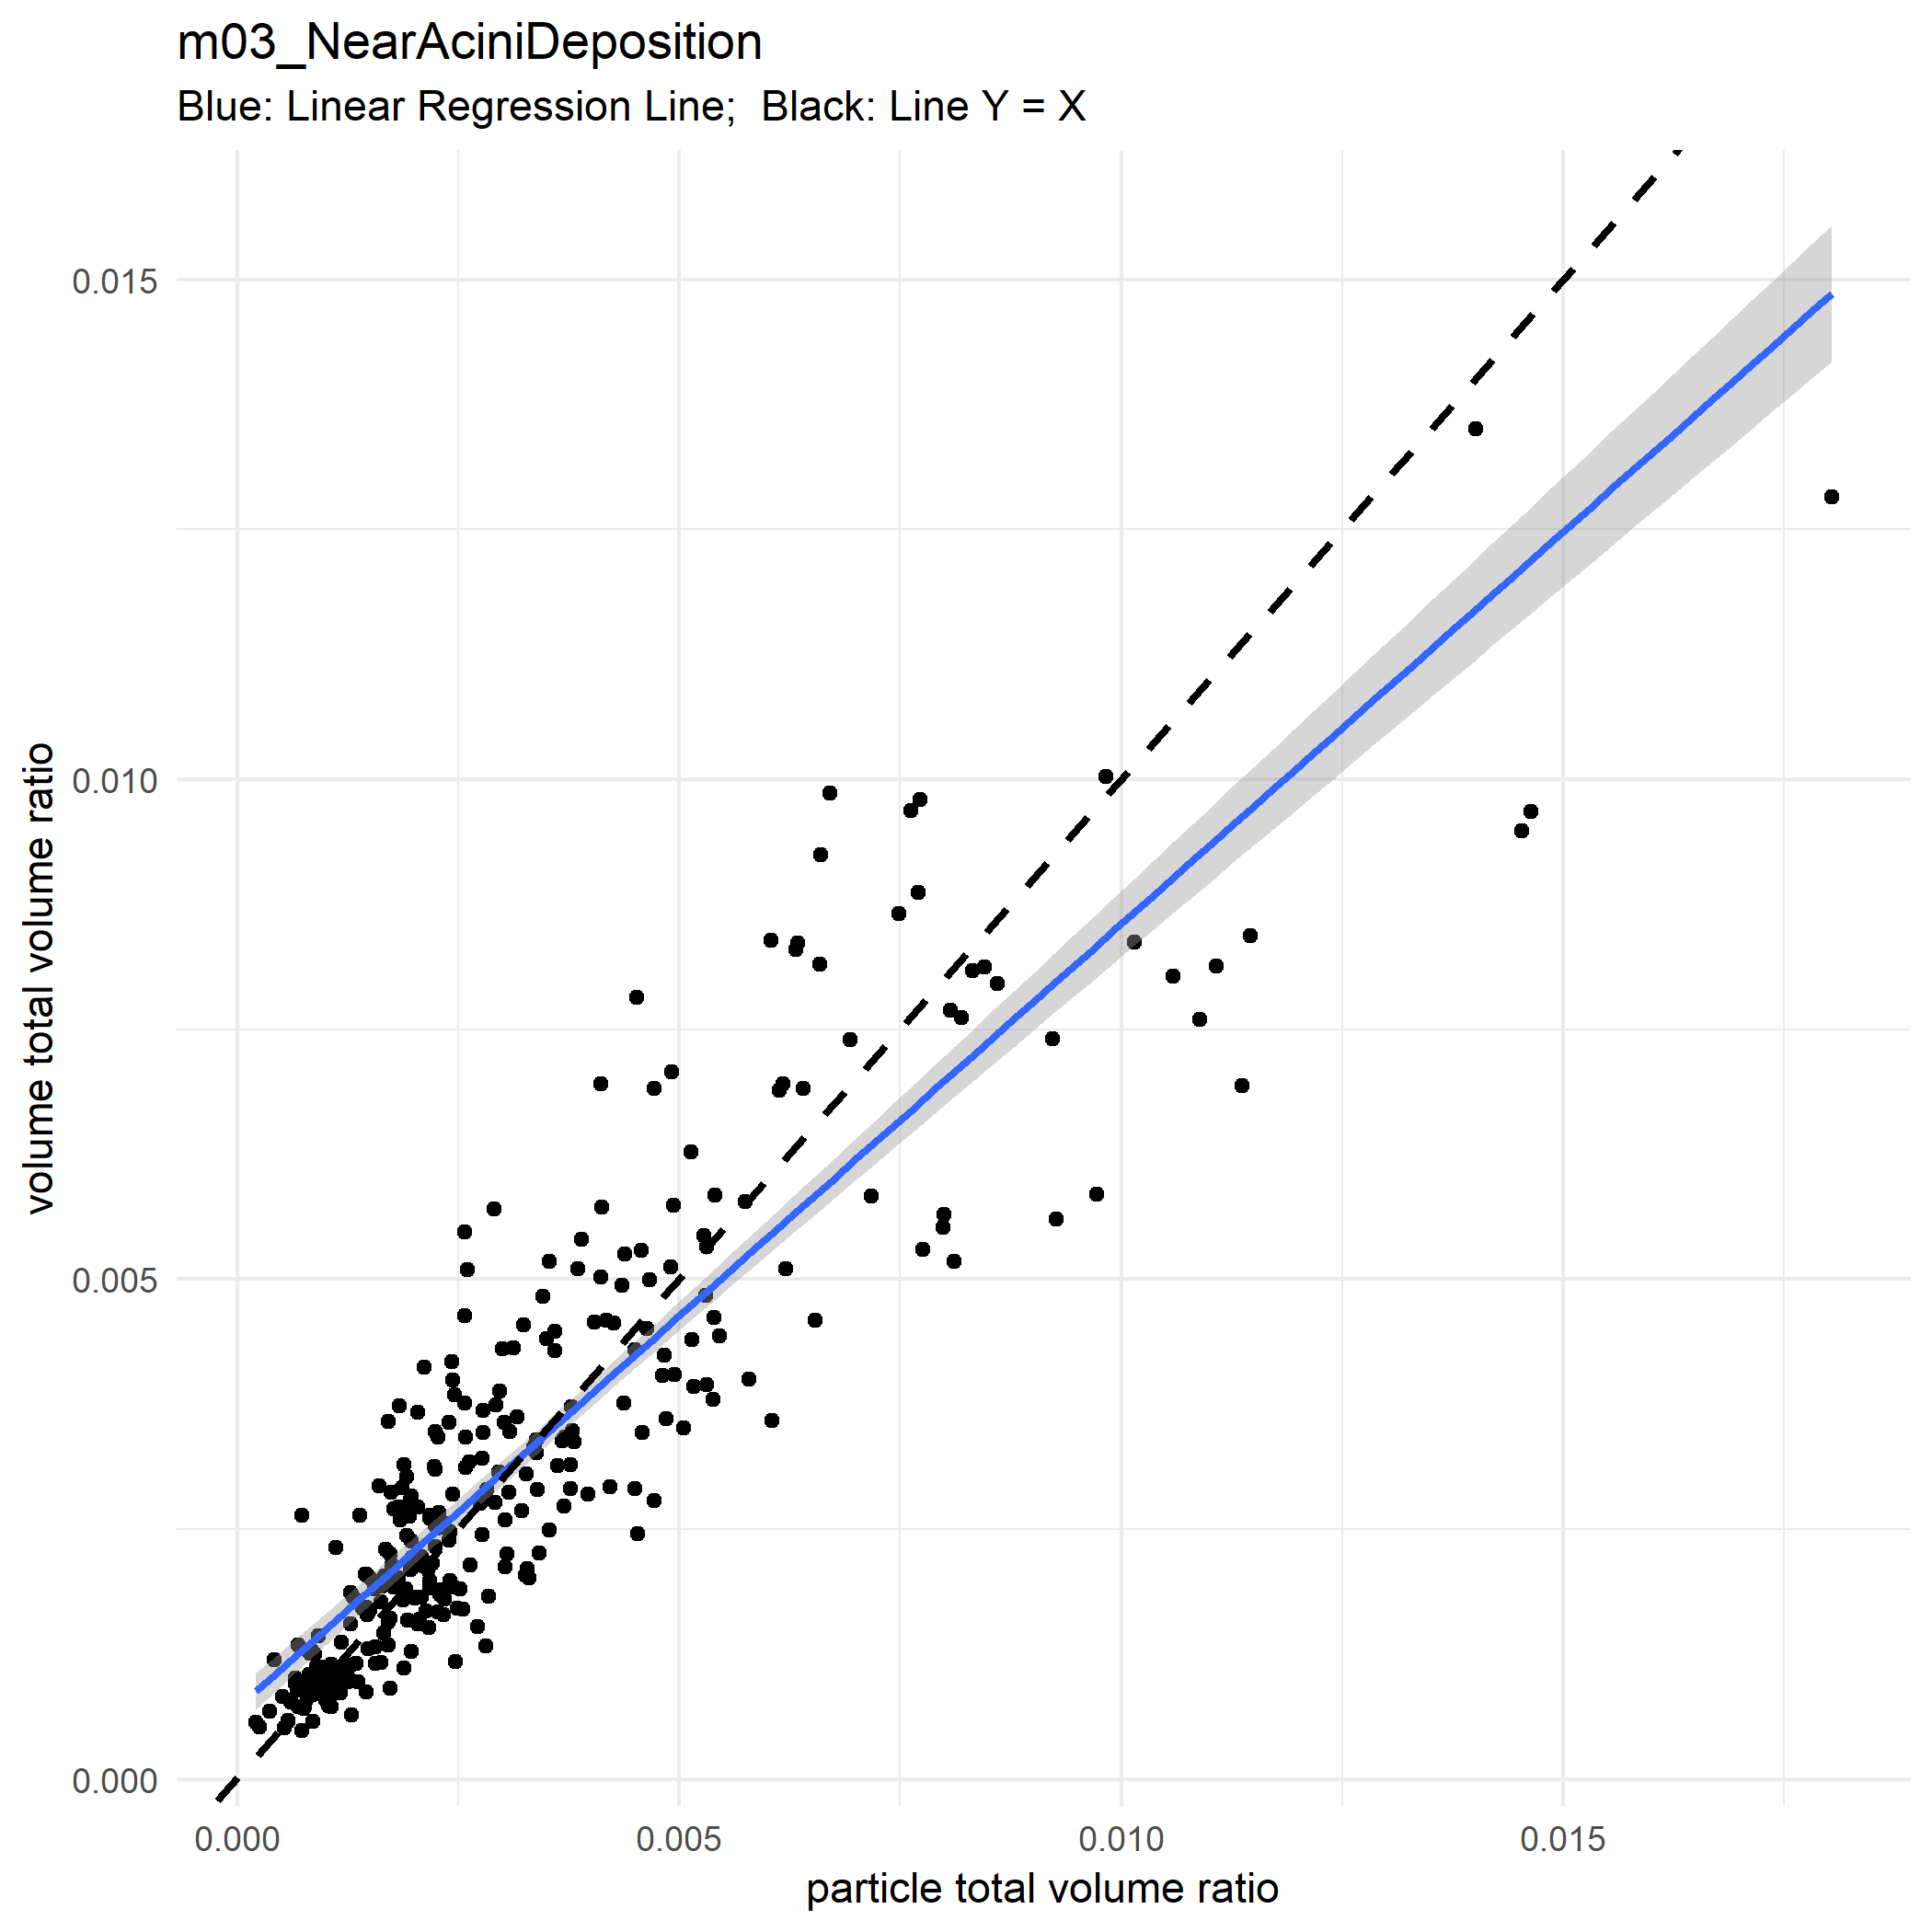 m03_NearAciniDeposition
Blue: Linear Regression Line;  Black: Line Y = X
volume total volume ratio
0.015
0.010
0.005
0.000
0.000
0.005
0.010
0.015
particle total volume ratio